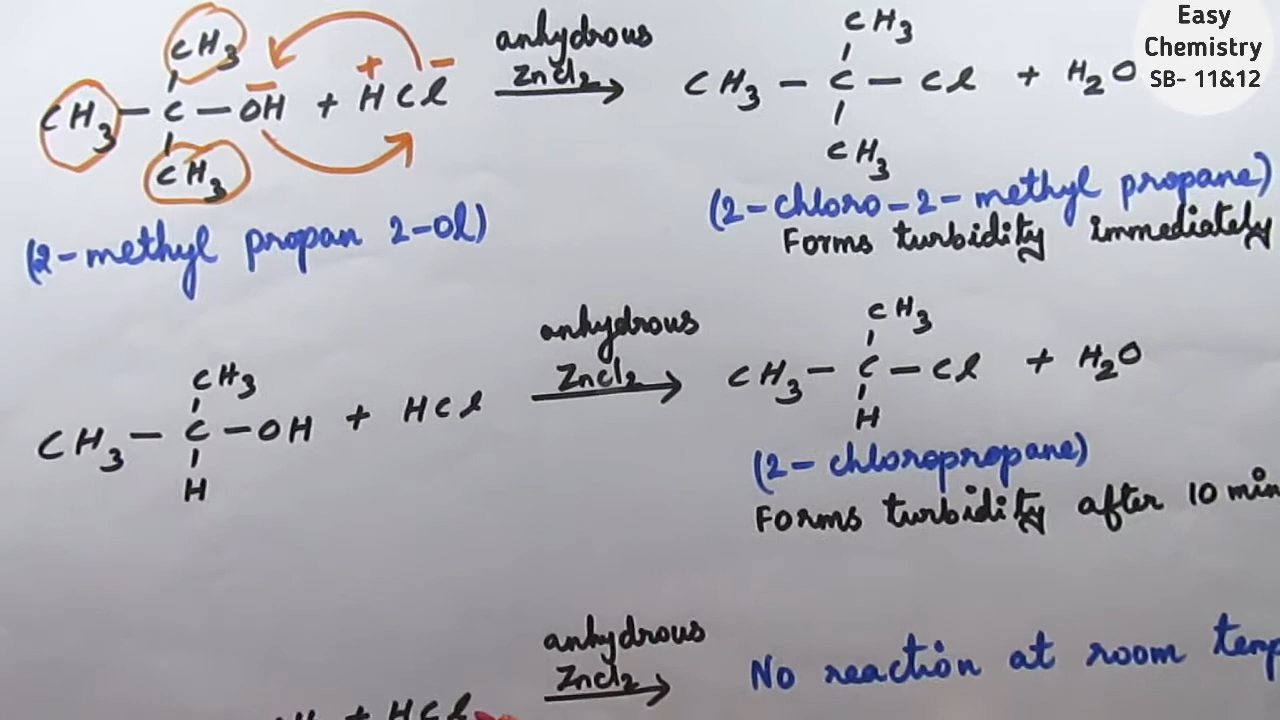 Easy
Chemistry
SB- 11&12
CH3 CH3
CH3 - C - OH + HCl anhydrous ZnCl2 CH3 - C - Cl + H2O
CH3 CH3
(2-methyl propan 2-ol) (2-chloro-2-methyl propane)
Forms turbidity immediately
CH3 CH3
CH3 - C - OH + HCl anhydrous ZnCl2 CH3 - C - Cl + H2O
H H
(2-chloropropane)
Forms turbidity after 10 min
anhydrous
+ HCl ZnCl2 No reaction at room temp